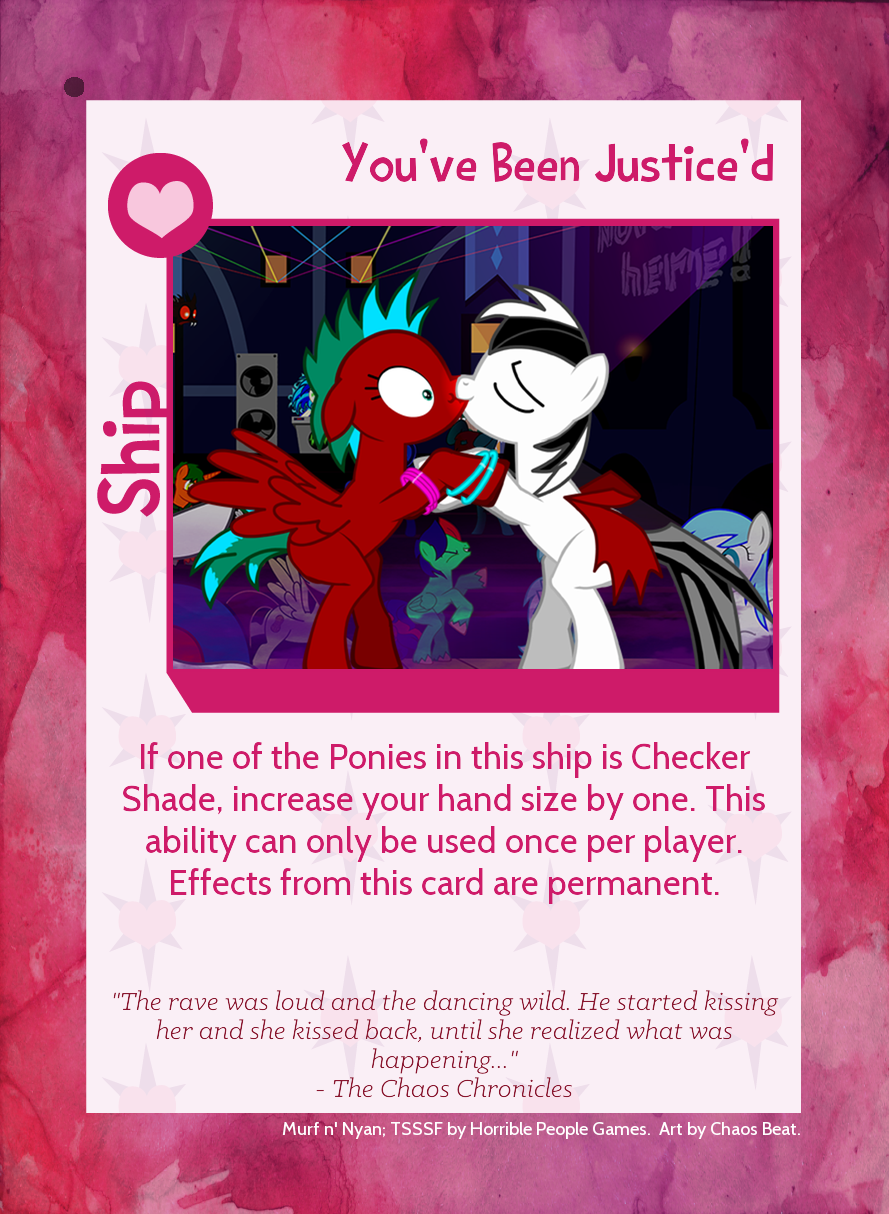 You've Been Justice'd
Ship
here!
If one of the Ponies in this ship is Checker
Shade, increase your hand size by one. This
ability can only be used once per player.
Effects from this card are permanent.
"The rave was loud and the dancing wild. He started kissing
her and she kissed back, until she realized what was
happening..."
- The Chaos Chronicles
Murf n' Nyan; TSSSF by Horrible People Games.  Art by Chaos Beat.